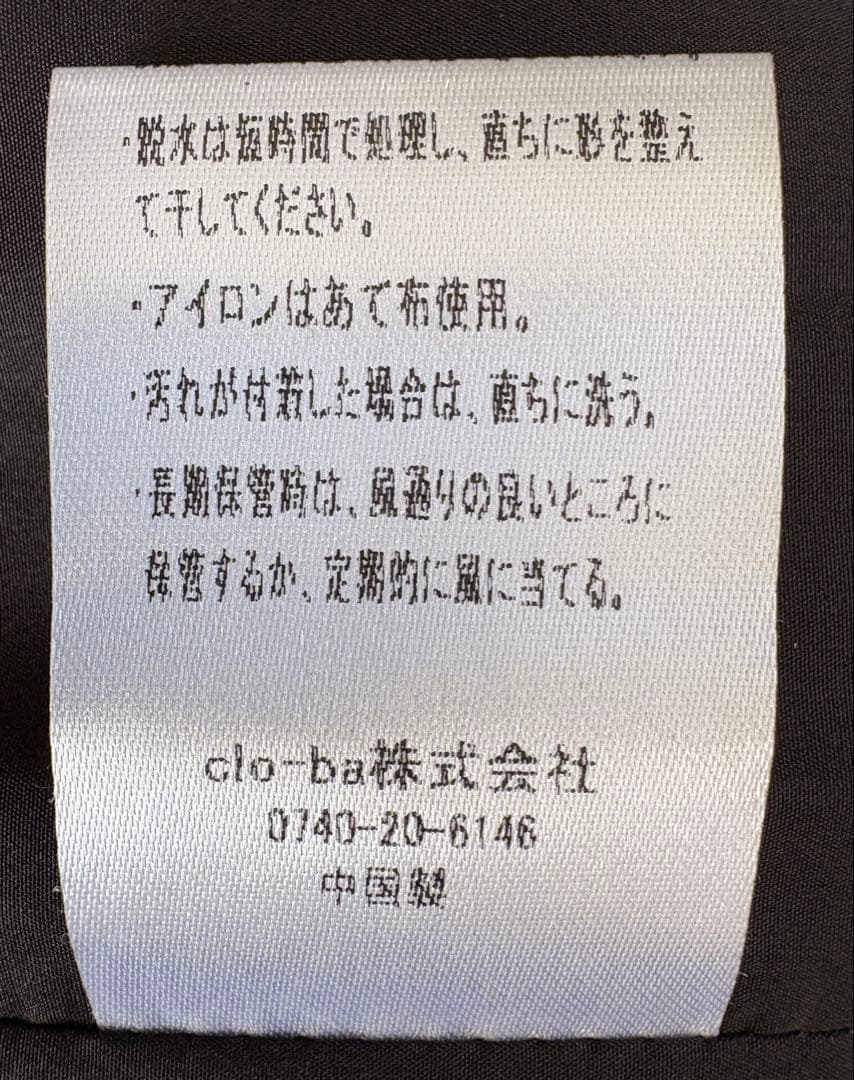 ・脱水は短時間で処理し、直ちに形を整え
て干してください。
・アイロンはあて布使用。
・汚れが付着した場合は、直ちに洗う。
・長期保管時は、風通りの良いところに
保管するか、定期的に風に当てる。
clo-ba株式会社
0740-20-6146
中国製